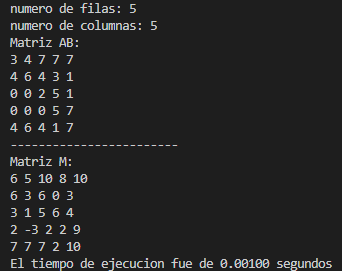 numero de filas: 5
numero de columnas: 5
Matriz AB:
3 4 7 7 7
4 6 4 3 1
0 0 2 5 1
0 0 0 5 7
4 6 4 1 7
------------------------
Matriz M:
6 5 10 8 10
6 3 6 0 3
3 1 5 6 4
2 -3 2 2 9
7 7 7 2 10
El tiempo de ejecucion fue de 0.00100 segundos